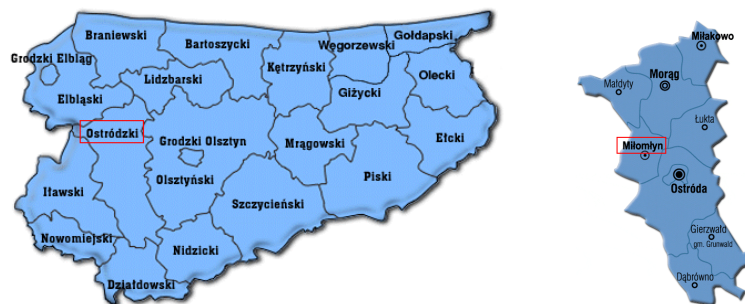 Braniewski
Bartoszycki
Węgorzewski
Gołdapski
Grodzki Elbląg
Lidzbarski
Kętrzyński
Olecki
Elbląski
Giżycki
Ostródzki
Grodzki Olsztyn
Mrągowski
Ełcki
Olsztyński
Piski
Iławski
Szczycieński
Nowomiejski
Nidzicki
Działdowski
Miłakowo
Morąg
Małdyty
Łukta
Miłomłyn
Ostróda
Gierzwałd
gm. Grunwald
Dąbrówno